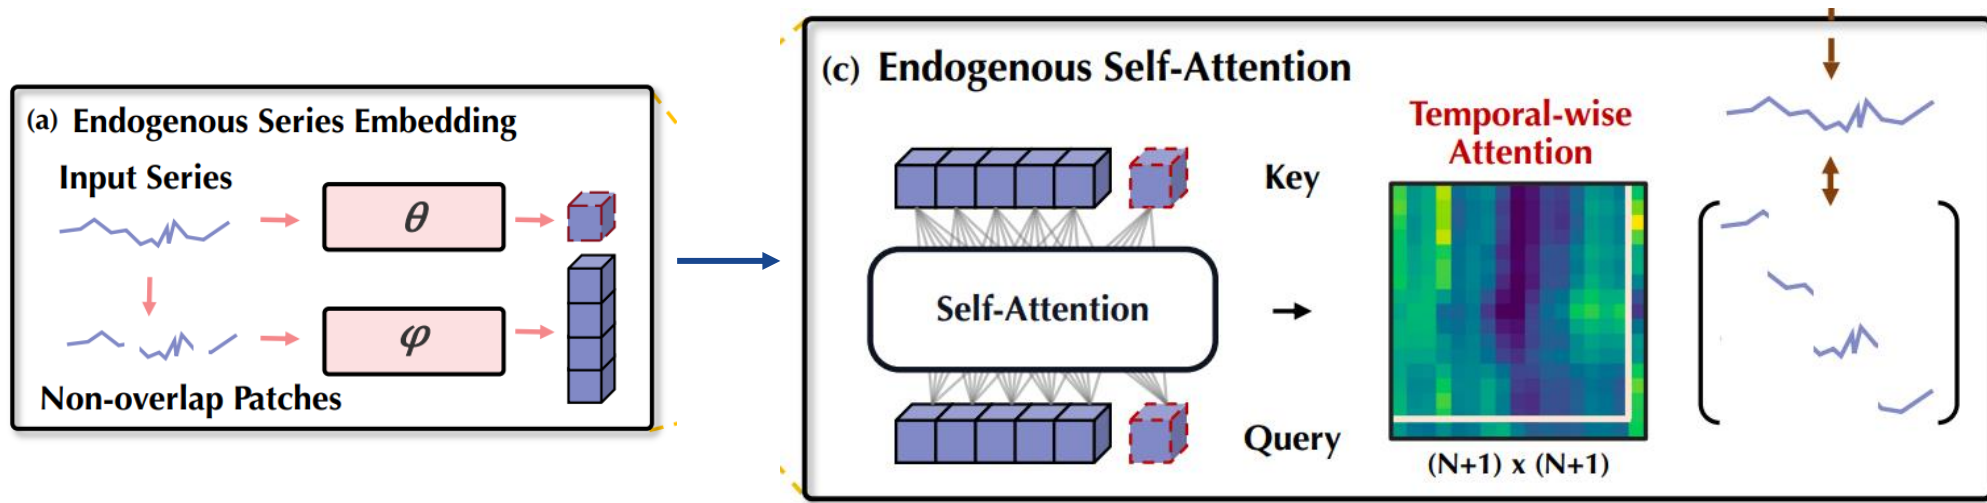 (a) Endogenous Series Embedding
Input Series
θ
φ
Non-overlap Patches
(c) Endogenous Self-Attention
Key
Self-Attention
Query
Temporal-wise
Attention
(N+1) x (N+1)